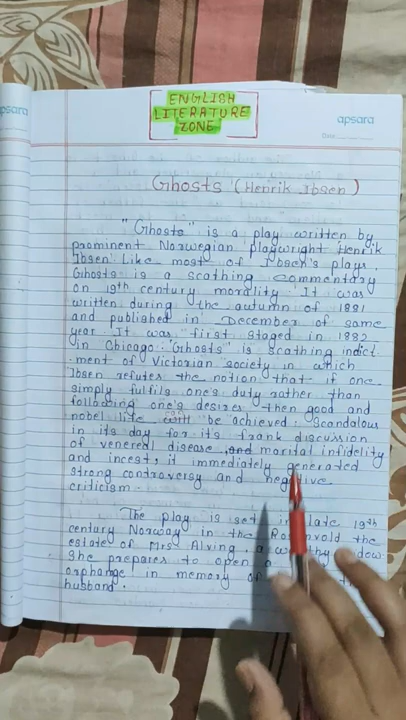 apsara
apsara
Date
ENGLISH
LITERATURE
ZONE
Ghosts (Henrik Ibsen)
"Ghosts" is a play written by
prominent Norwegian playwright Henrik
Ibsen. Like most of Ibsen's plays,
Ghosts is a scathing commentary
on 19th century morality. It was
written during the autumn of 1881
and published in December of same
year. It was first staged in 1882
in Chicago. "Ghosts" is scathing indict
-ment of Victorian society in which
Ibsen refutes the notion that if one
simply fulfils one's duty rather than
following one's desires then good and
nobel life will be achieved. Scandalous
in its day for its frank discussion
of venereal disease, and marital infidelity
and incest, it immediately generated
strong controversy and negative
criticism.
The play is set in late 19th
century Norway in the the
estate of Mrs Alving, a
She prepares to open a
orphange in memory of
husband.